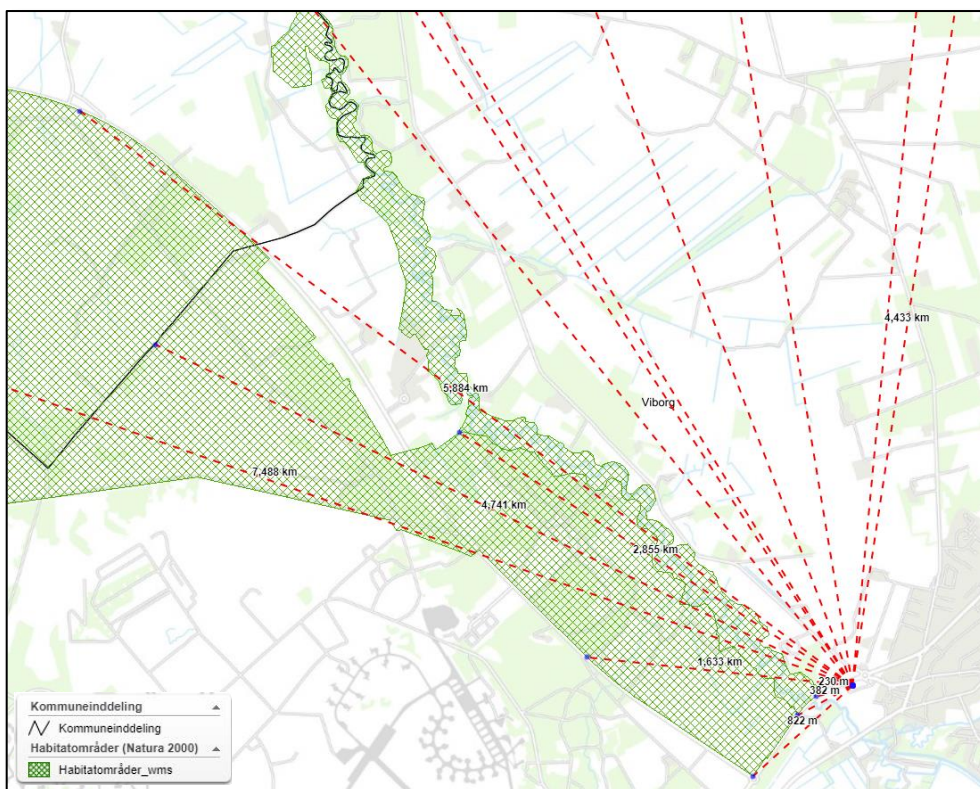 5,884 km
4,433 km
Viborg
7,488 km
4,741 km
2,855 km
1,633 km
230 m
382 m
822 m
Kommuneinddeling
Kommuneinddeling
Habitatområder (Natura 2000)
Habitatområder_wms